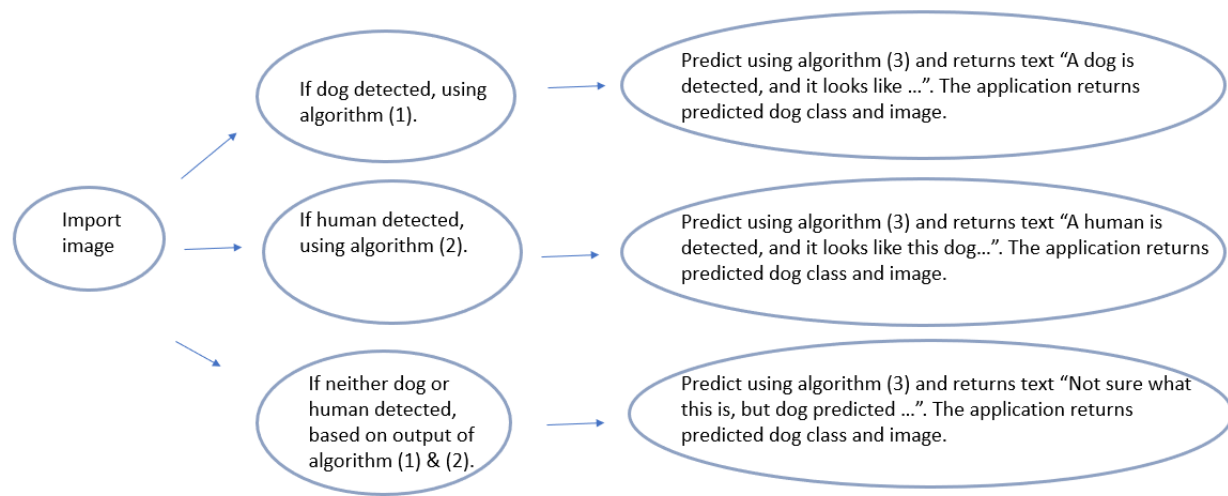 Import
image
If dog detected, using
algorithm (1).
Predict using algorithm (3) and returns text “A dog is
detected, and it looks like …”. The application returns
predicted dog class and image.
If human detected,
using algorithm (2).
Predict using algorithm (3) and returns text “A human is
detected, and it looks like this dog…”. The application returns
predicted dog class and image.
If neither dog or
human detected,
based on output of
algorithm (1) & (2).
Predict using algorithm (3) and returns text “Not sure what
this is, but dog predicted …”. The application returns
predicted dog class and image.